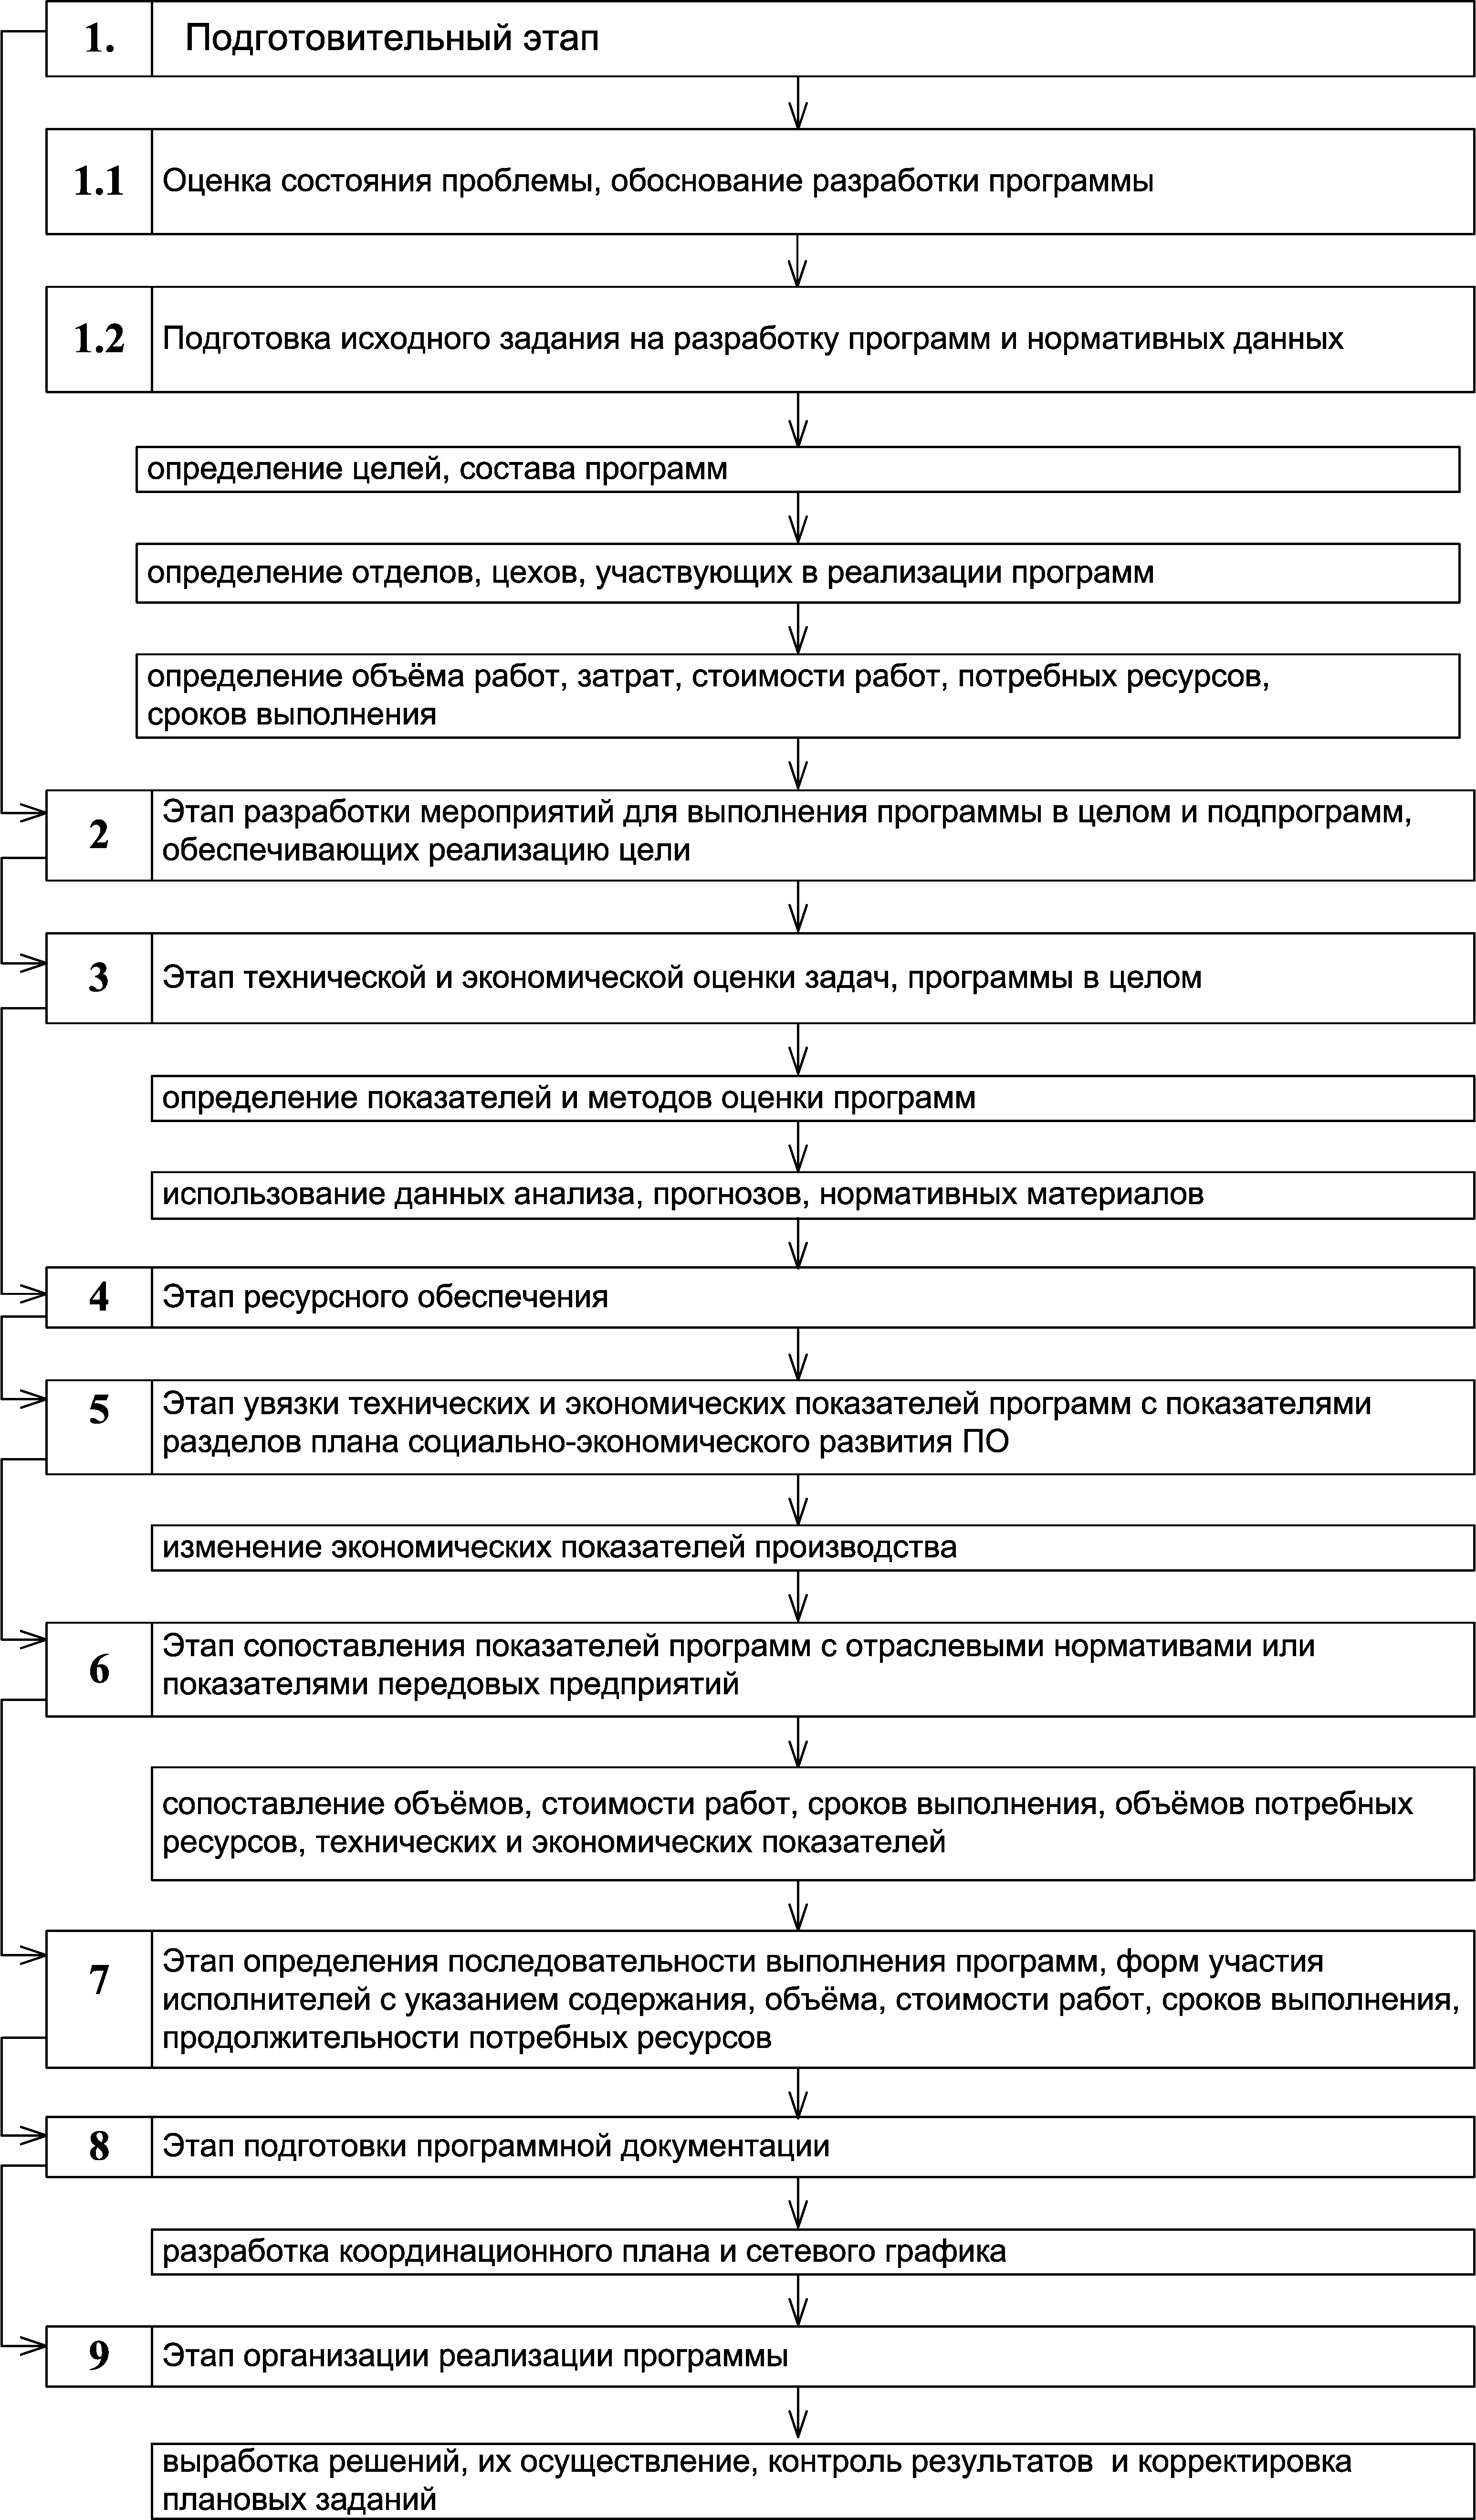 1. Подготовительный этап
1.1 Оценка состояния проблемы, обоснование разработки программы
1.2 Подготовка исходного задания на разработку программ и нормативных данных
определение целей, состава программ
определение отделов, цехов, участвующих в реализации программ
определение объёма работ, затрат, стоимости работ, потребных ресурсов,
сроков выполнения
2 Этап разработки мероприятий для выполнения программы в целом и подпрограмм,
обеспечивающих реализацию цели
3 Этап технической и экономической оценки задач, программы в целом
определение показателей и методов оценки программ
использование данных анализа, прогнозов, нормативных материалов
4 Этап ресурсного обеспечения
5 Этап увязки технических и экономических показателей программ с показателями
разделов плана социально-экономического развития ПО
изменение экономических показателей производства
6 Этап сопоставления показателей программ с отраслевыми нормативами или
показателями передовых предприятий
сопоставление объёмов, стоимости работ, сроков выполнения, объёмов потребных
ресурсов, технических и экономических показателей
7 Этап определения последовательности выполнения программ, форм участия
исполнителей с указанием содержания, объёма, стоимости работ, сроков выполнения,
продолжительности потребных ресурсов
8 Этап подготовки программной документации
разработка координационного плана и сетевого графика
9 Этап организации реализации программы
выработка решений, их осуществление, контроль результатов  и корректировка
плановых заданий